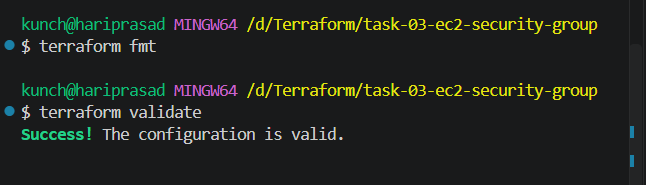 kunch@hariprasad MINGW64 /d/Terraform/task-03-ec2-security-group
$ terraform fmt
kunch@hariprasad MINGW64 /d/Terraform/task-03-ec2-security-group
$ terraform validate
Success! The configuration is valid.